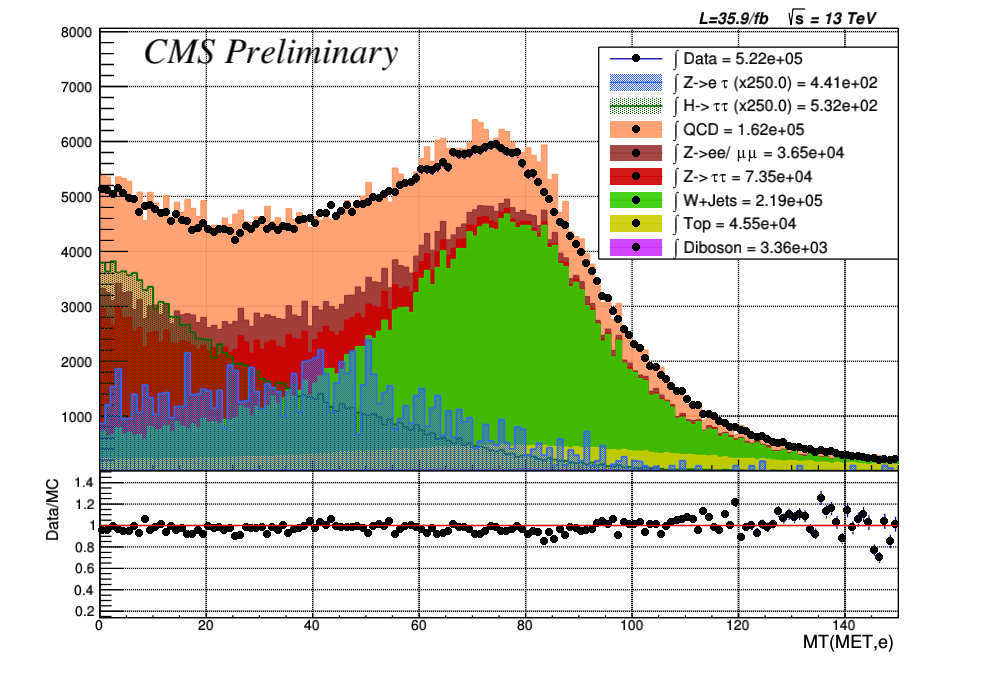 L=35.9/fb √s = 13 TeV
CMS Preliminary
8000
7000
6000
5000
4000
3000
2000
1000
∫ Data = 5.22e+05
∫ Z->e τ (x250.0) = 4.41e+02
∫ H-> ττ (x250.0) = 5.32e+02
∫ QCD = 1.62e+05
∫ Z->ee/ μμ = 3.65e+04
∫ Z-> ττ = 7.35e+04
∫ W+Jets = 2.19e+05
∫ Top = 4.55e+04
∫ Diboson = 3.36e+03
Data/MC
1.4
1.2
1
0.8
0.6
0.4
0.2
0 20 40 60 80 100 120 140
MT(MET,e)